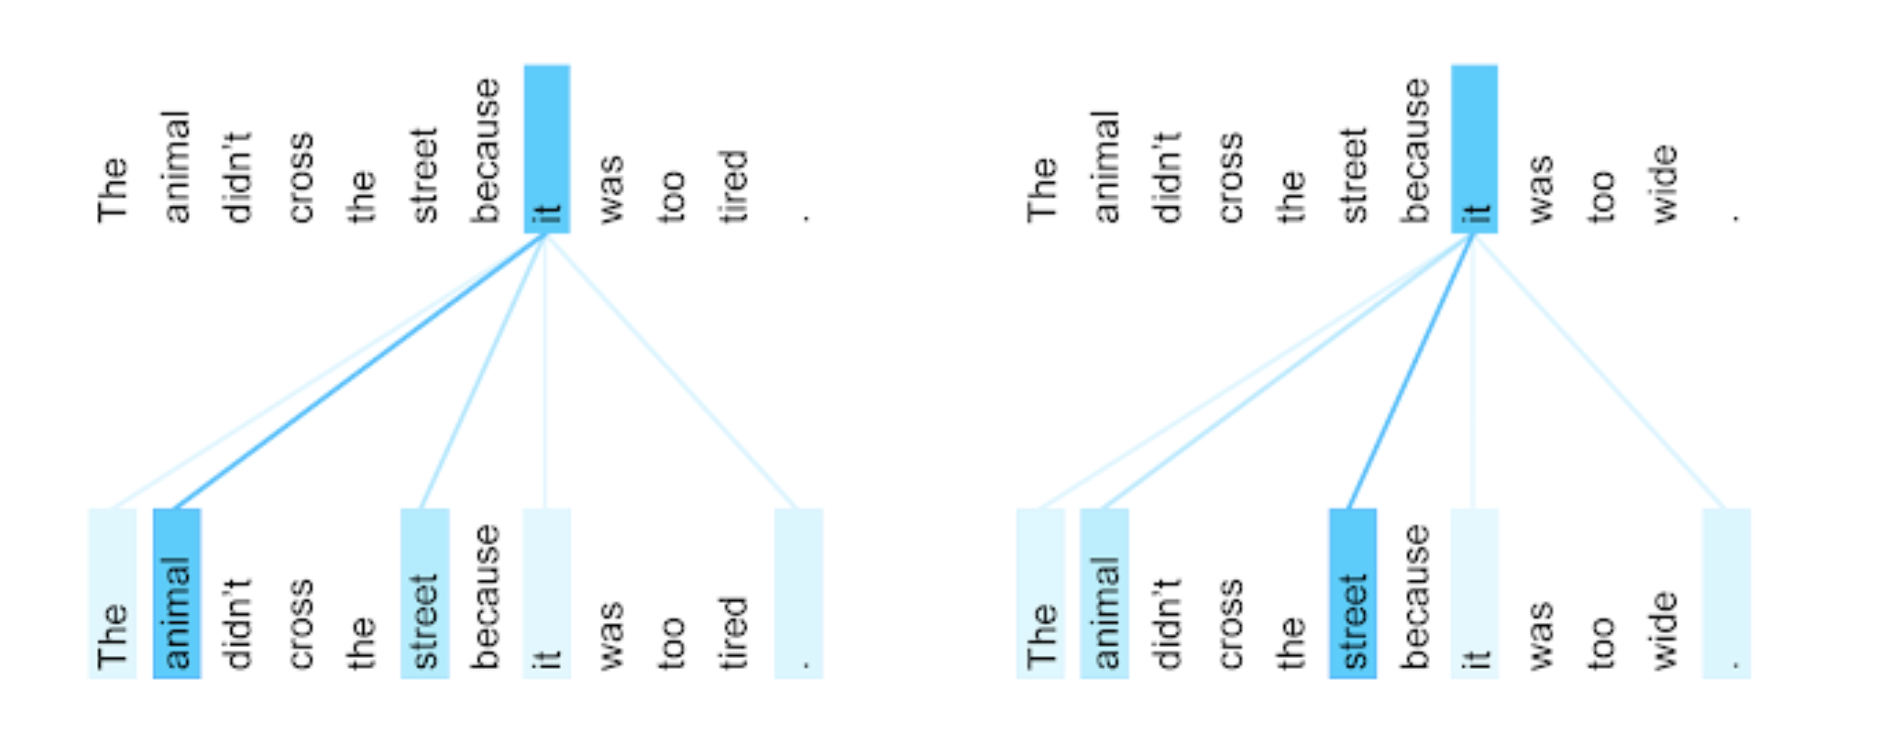 The animal didn't cross the street because it was too tired .
The animal didn't cross the street because it was too wide .
The animal didn't cross the street because it was too tired .
The animal didn't cross the street because it was too wide .